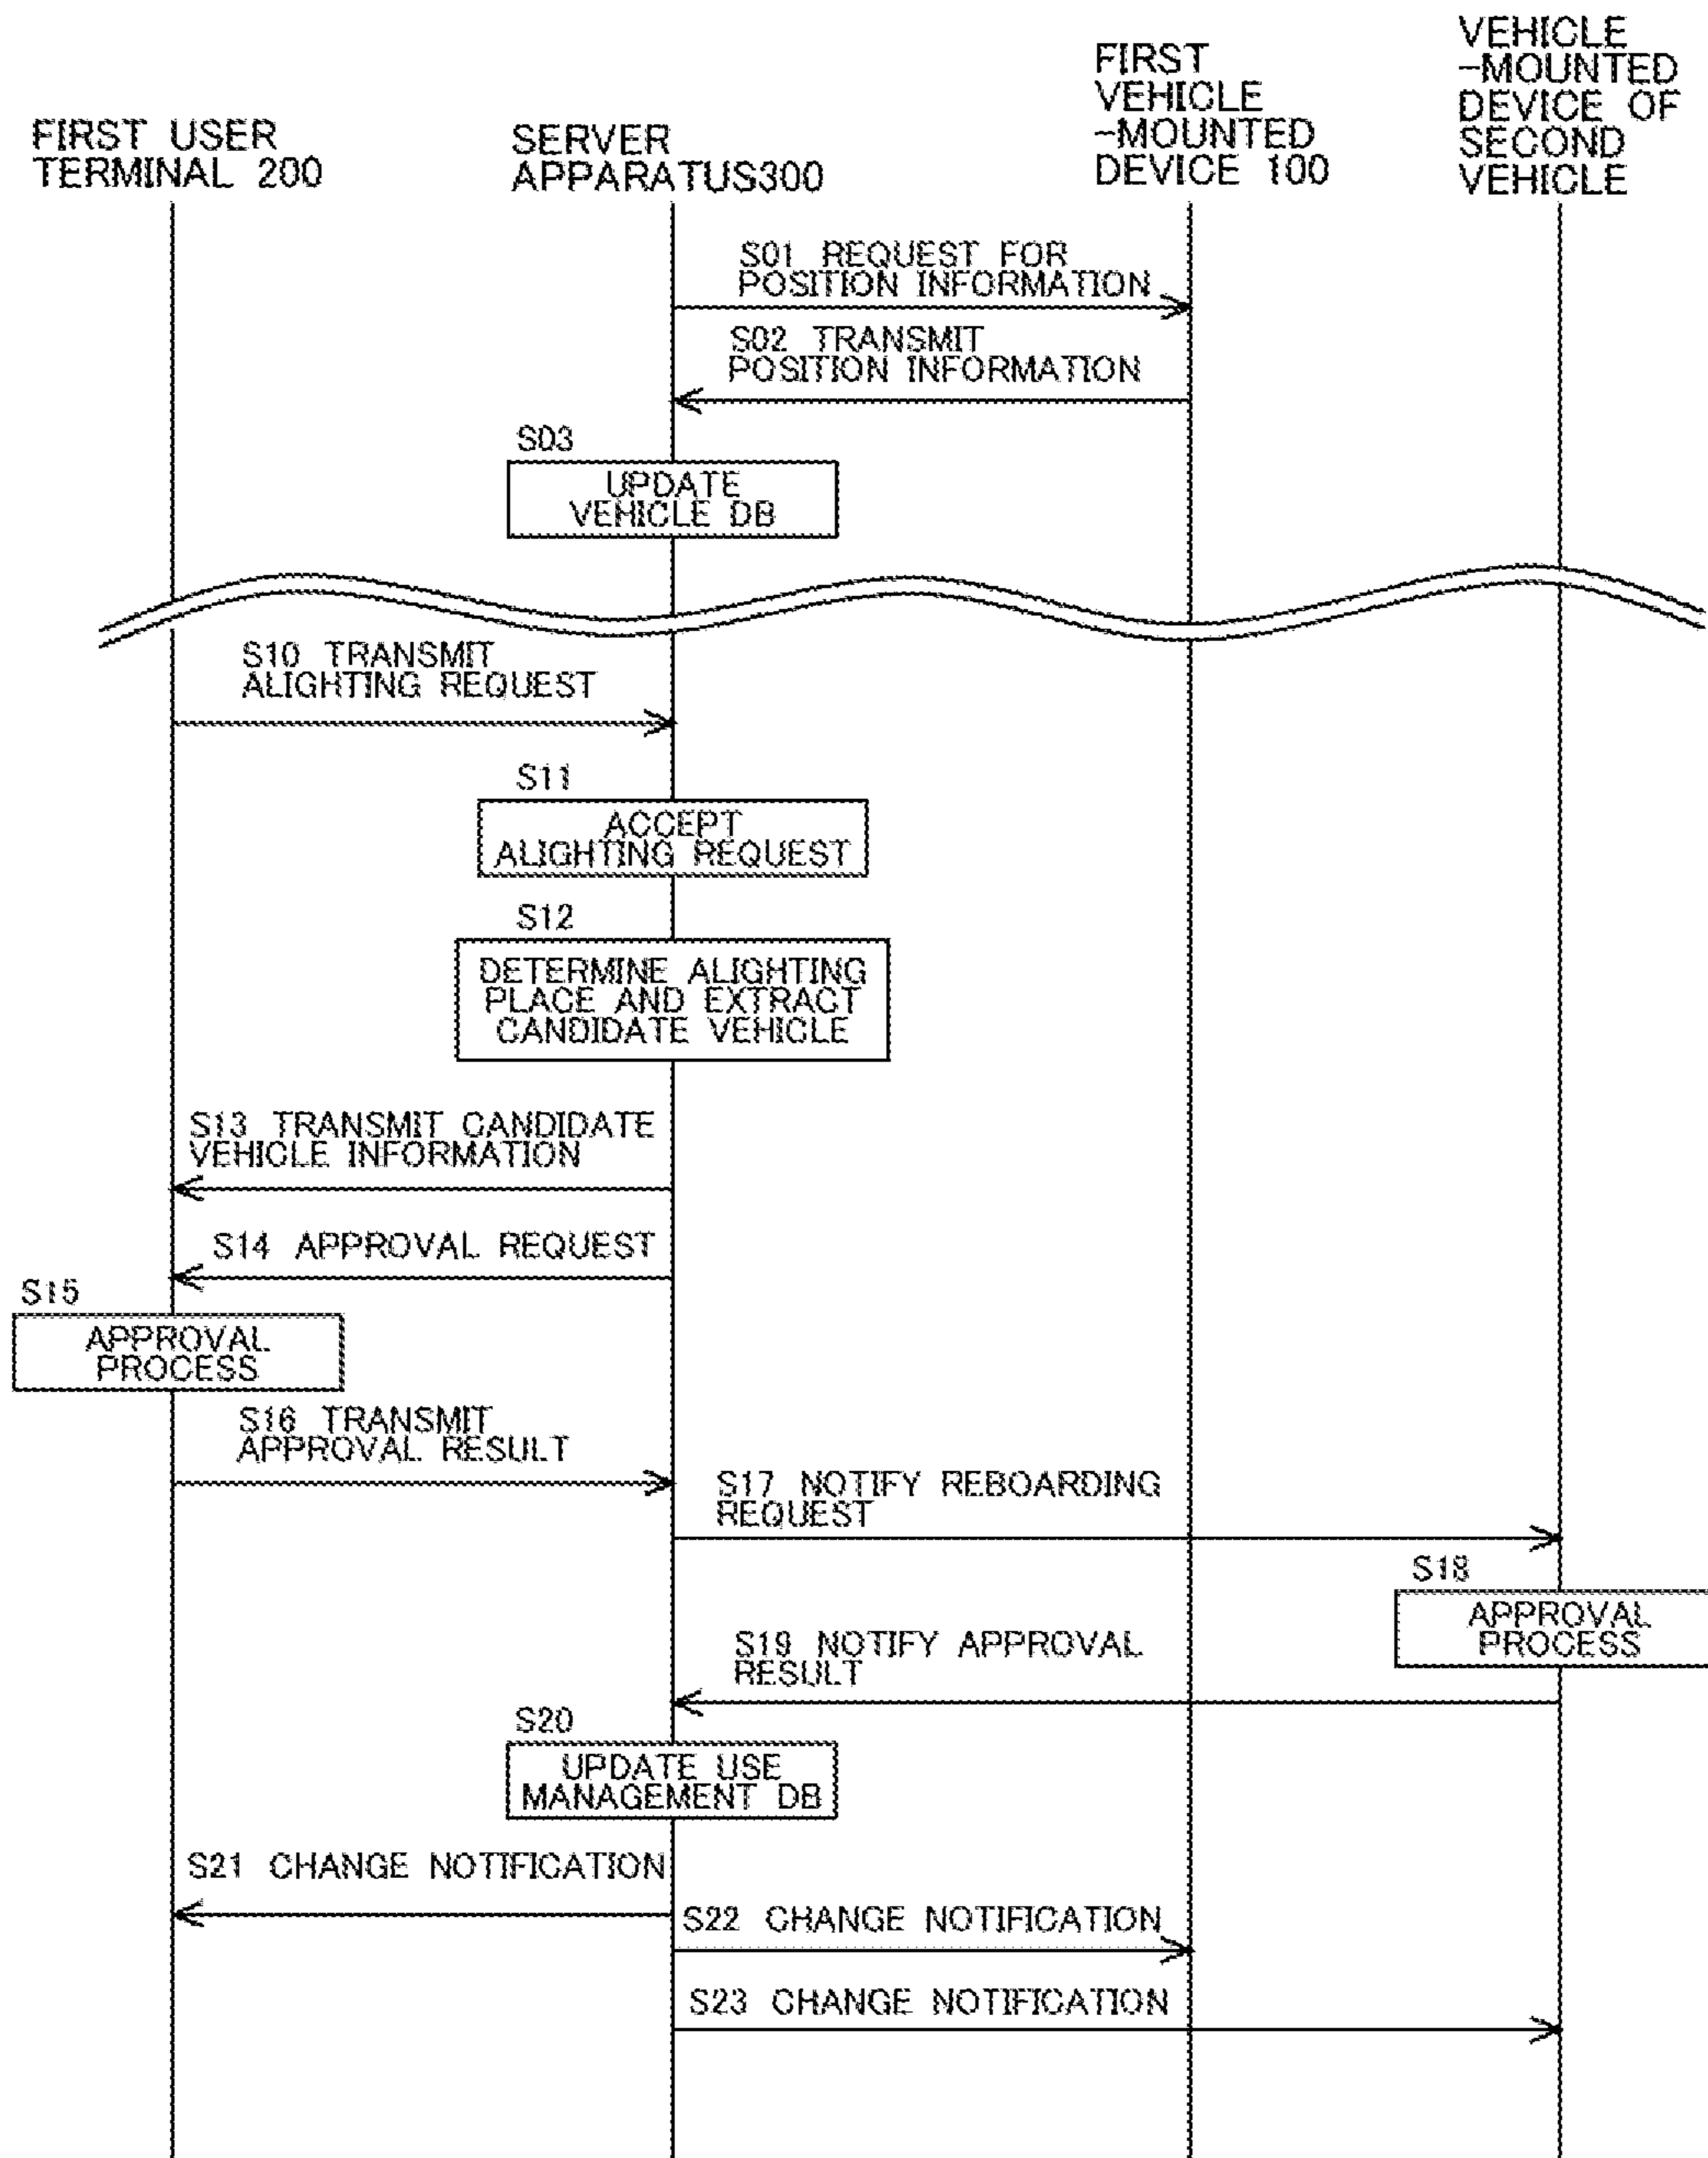 FIRST USER
TERMINAL 200
SERVER
APPARATUS300
FIRST
VEHICLE
-MOUNTED
DEVICE 100
VEHICLE
-MOUNTED
DEVICE OF
SECOND
VEHICLE
S01 REQUEST FOR
POSITION INFORMATION
S02 TRANSMIT
POSITION INFORMATION
S03
UPDATE
VEHICLE DB
S10 TRANSMIT
ALIGHTING REQUEST
S11
ACCEPT
ALIGHTING REQUEST
S12
DETERMINE ALIGHTING
PLACE AND EXTRACT
CANDIDATE VEHICLE
S13 TRANSMIT CANDIDATE
VEHICLE INFORMATION
S14 APPROVAL REQUEST
S15
APPROVAL
PROCESS
S16 TRANSMIT
APPROVAL RESULT
S17 NOTIFY REBOARDING
REQUEST
S18
APPROVAL
PROCESS
S19 NOTIFY APPROVAL
RESULT
S20
UPDATE USE
MANAGEMENT DB
S21 CHANGE NOTIFICATION
S22 CHANGE NOTIFICATION
S23 CHANGE NOTIFICATION